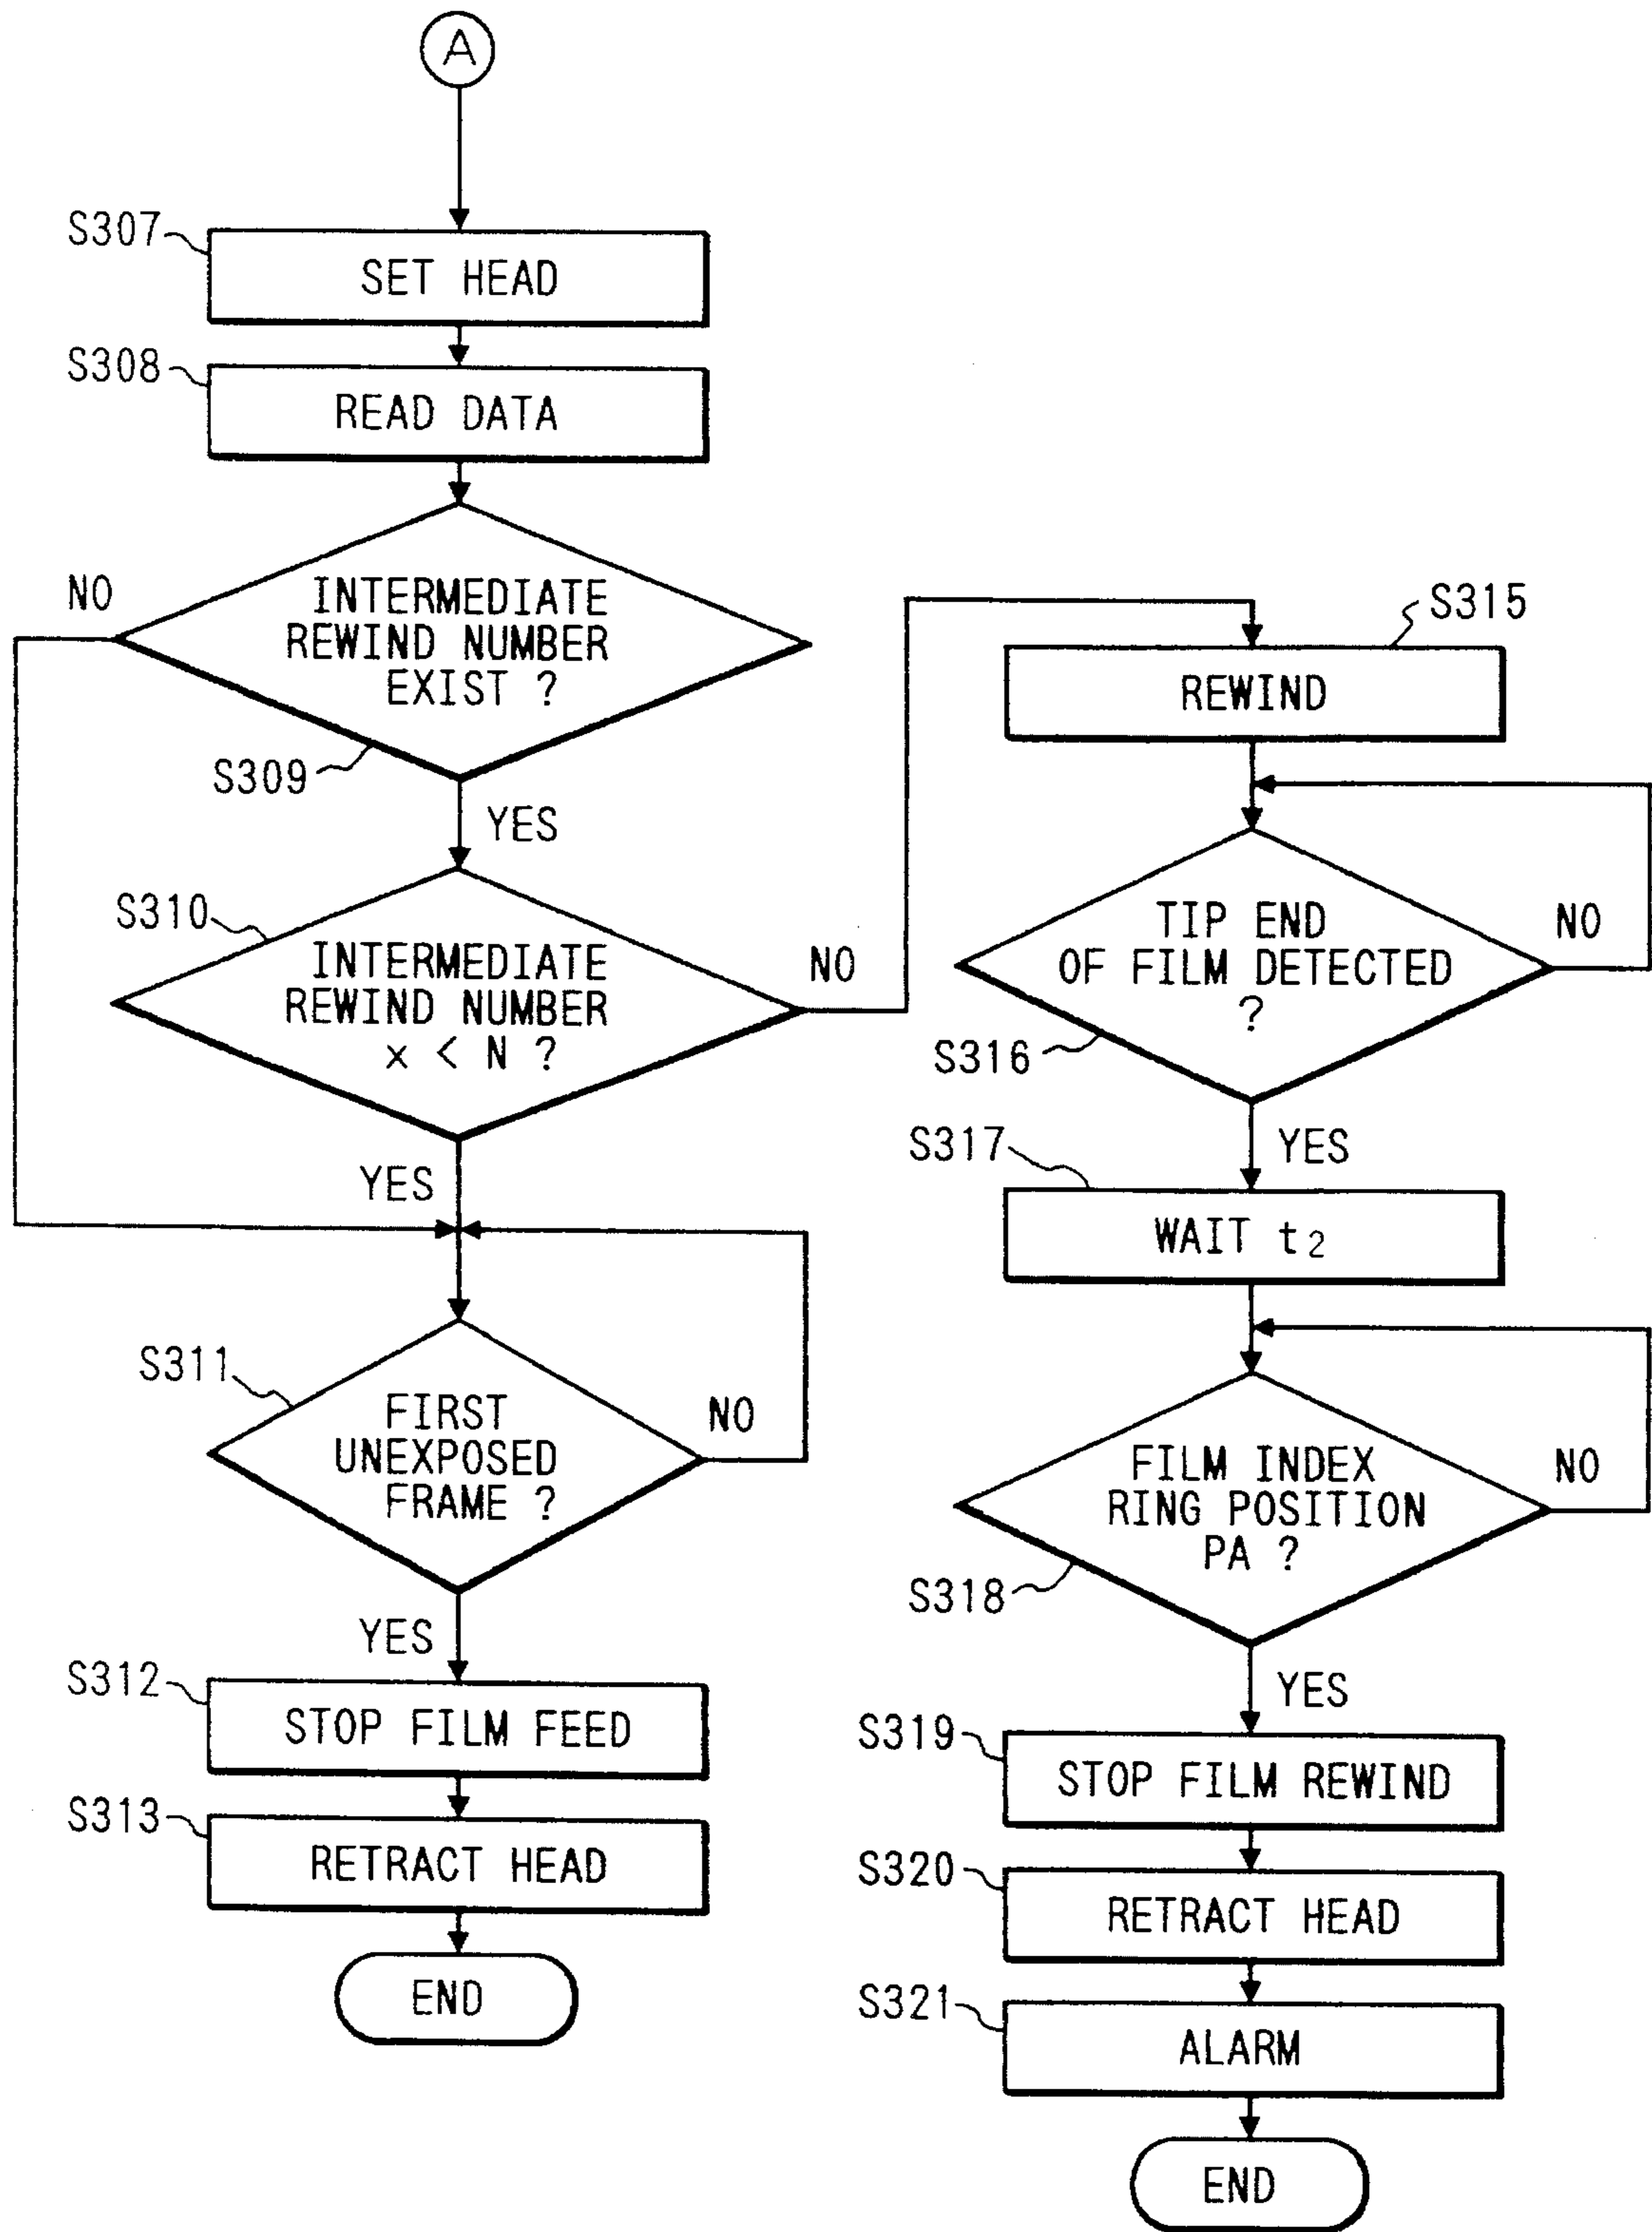 A
S307
SET HEAD
S308
READ DATA
INTERMEDIATE
REWIND NUMBER
EXIST ?
NO
S309
YES
S310
INTERMEDIATE
REWIND NUMBER
x < N ?
NO
YES
S311
FIRST
UNEXPOSED
FRAME ?
NO
YES
S312
STOP FILM FEED
S313
RETRACT HEAD
END
S315
REWIND
TIP END
OF FILM DETECTED
?
NO
S316
YES
S317
WAIT t2
FILM INDEX
RING POSITION
PA ?
NO
S318
YES
S319
STOP FILM REWIND
S320
RETRACT HEAD
S321
ALARM
END